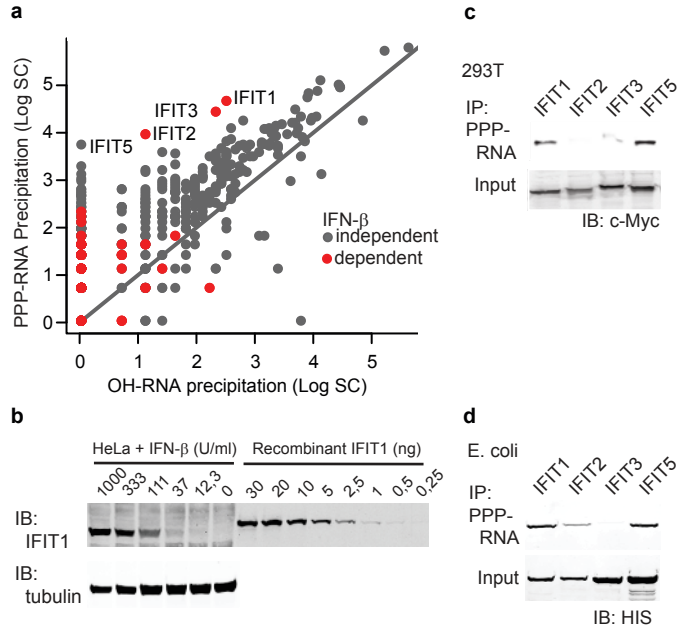 a
PPP-RNA Precipitation (Log SC)
5
4
3
2
1
0
IFIT1
IFIT3
IFIT2
IFIT5
IFN-β
independent
dependent
0 1 2 3 4 5
OH-RNA precipitation (Log SC)
b
HeLa + IFN-β (U/ml)
Recombinant IFIT1 (ng)
1000 333 111 37 12,3 0
30 20 10 5 2,5 1 0,5 0,25
IB:
IFIT1
IB:
tubulin
c
293T
IFIT1 IFIT2 IFIT3 IFIT5
IP:
PPP-
RNA
Input
IB: c-Myc
d
E. coli
IFIT1 IFIT2 IFIT3 IFIT5
IP:
PPP-
RNA
Input
IB: HIS